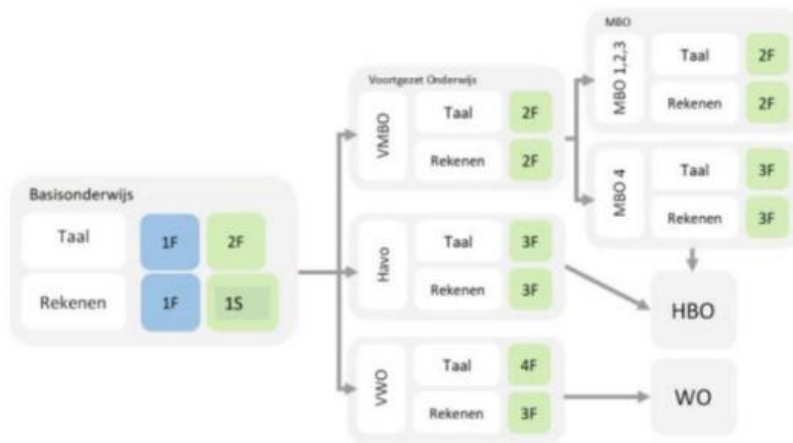 Basisonderwijs
Taal 1F 2F
Rekenen 1F 1S
Voortgezet Onderwijs
VMBO
Taal 2F
Rekenen 2F
Havo
Taal 3F
Rekenen 3F
VWO
Taal 4F
Rekenen 3F
MBO
MBO 1,2,3
Taal 2F
Rekenen 2F
MBO 4
Taal 3F
Rekenen 3F
HBO
WO